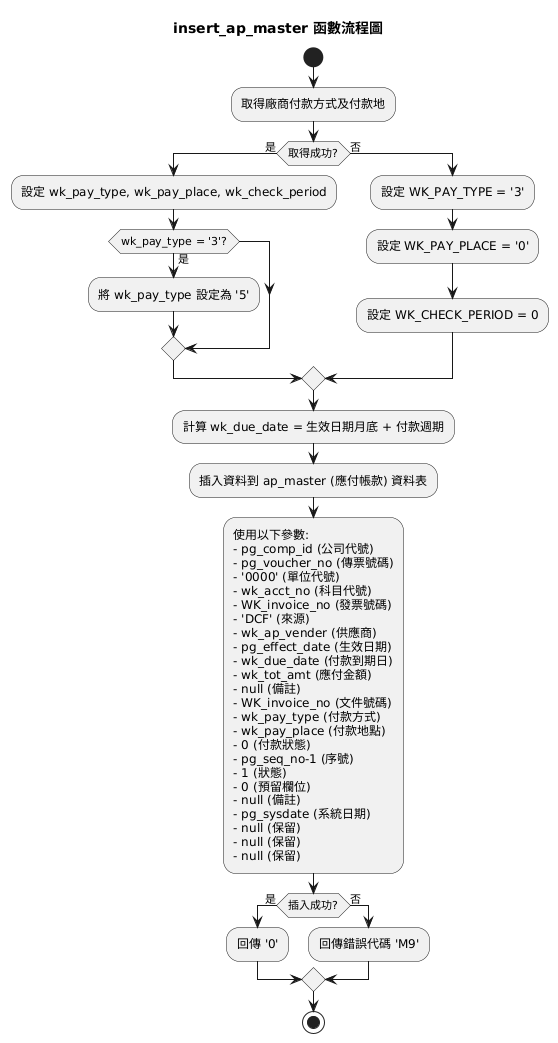 insert_ap_master 函數流程圖
取得廠商付款方式及付款地
是
取得成功?
否
設定 wk_pay_type, wk_pay_place, wk_check_period
設定 WK_PAY_TYPE = '3'
wk_pay_type = '3'?
是
設定 WK_PAY_PLACE = '0'
將 wk_pay_type 設定為 '5'
設定 WK_CHECK_PERIOD = 0
計算 wk_due_date = 生效日期月底 + 付款週期
插入資料到 ap_master (應付帳款) 資料表
使用以下參數:
- pg_comp_id (公司代號)
- pg_voucher_no (傳票號碼)
- '0000' (單位代號)
- wk_acct_no (科目代號)
- WK_invoice_no (發票號碼)
- 'DCF' (來源)
- wk_ap_vender (供應商)
- pg_effect_date (生效日期)
- wk_due_date (付款到期日)
- wk_tot_amt (應付金額)
- null (備註)
- WK_invoice_no (文件號碼)
- wk_pay_type (付款方式)
- wk_pay_place (付款地點)
- 0 (付款狀態)
- pg_seq_no-1 (序號)
- 1 (狀態)
- 0 (預留欄位)
- null (備註)
- pg_sysdate (系統日期)
- null (保留)
- null (保留)
- null (保留)
是
插入成功?
否
回傳 '0'
回傳錯誤代碼 'M9'